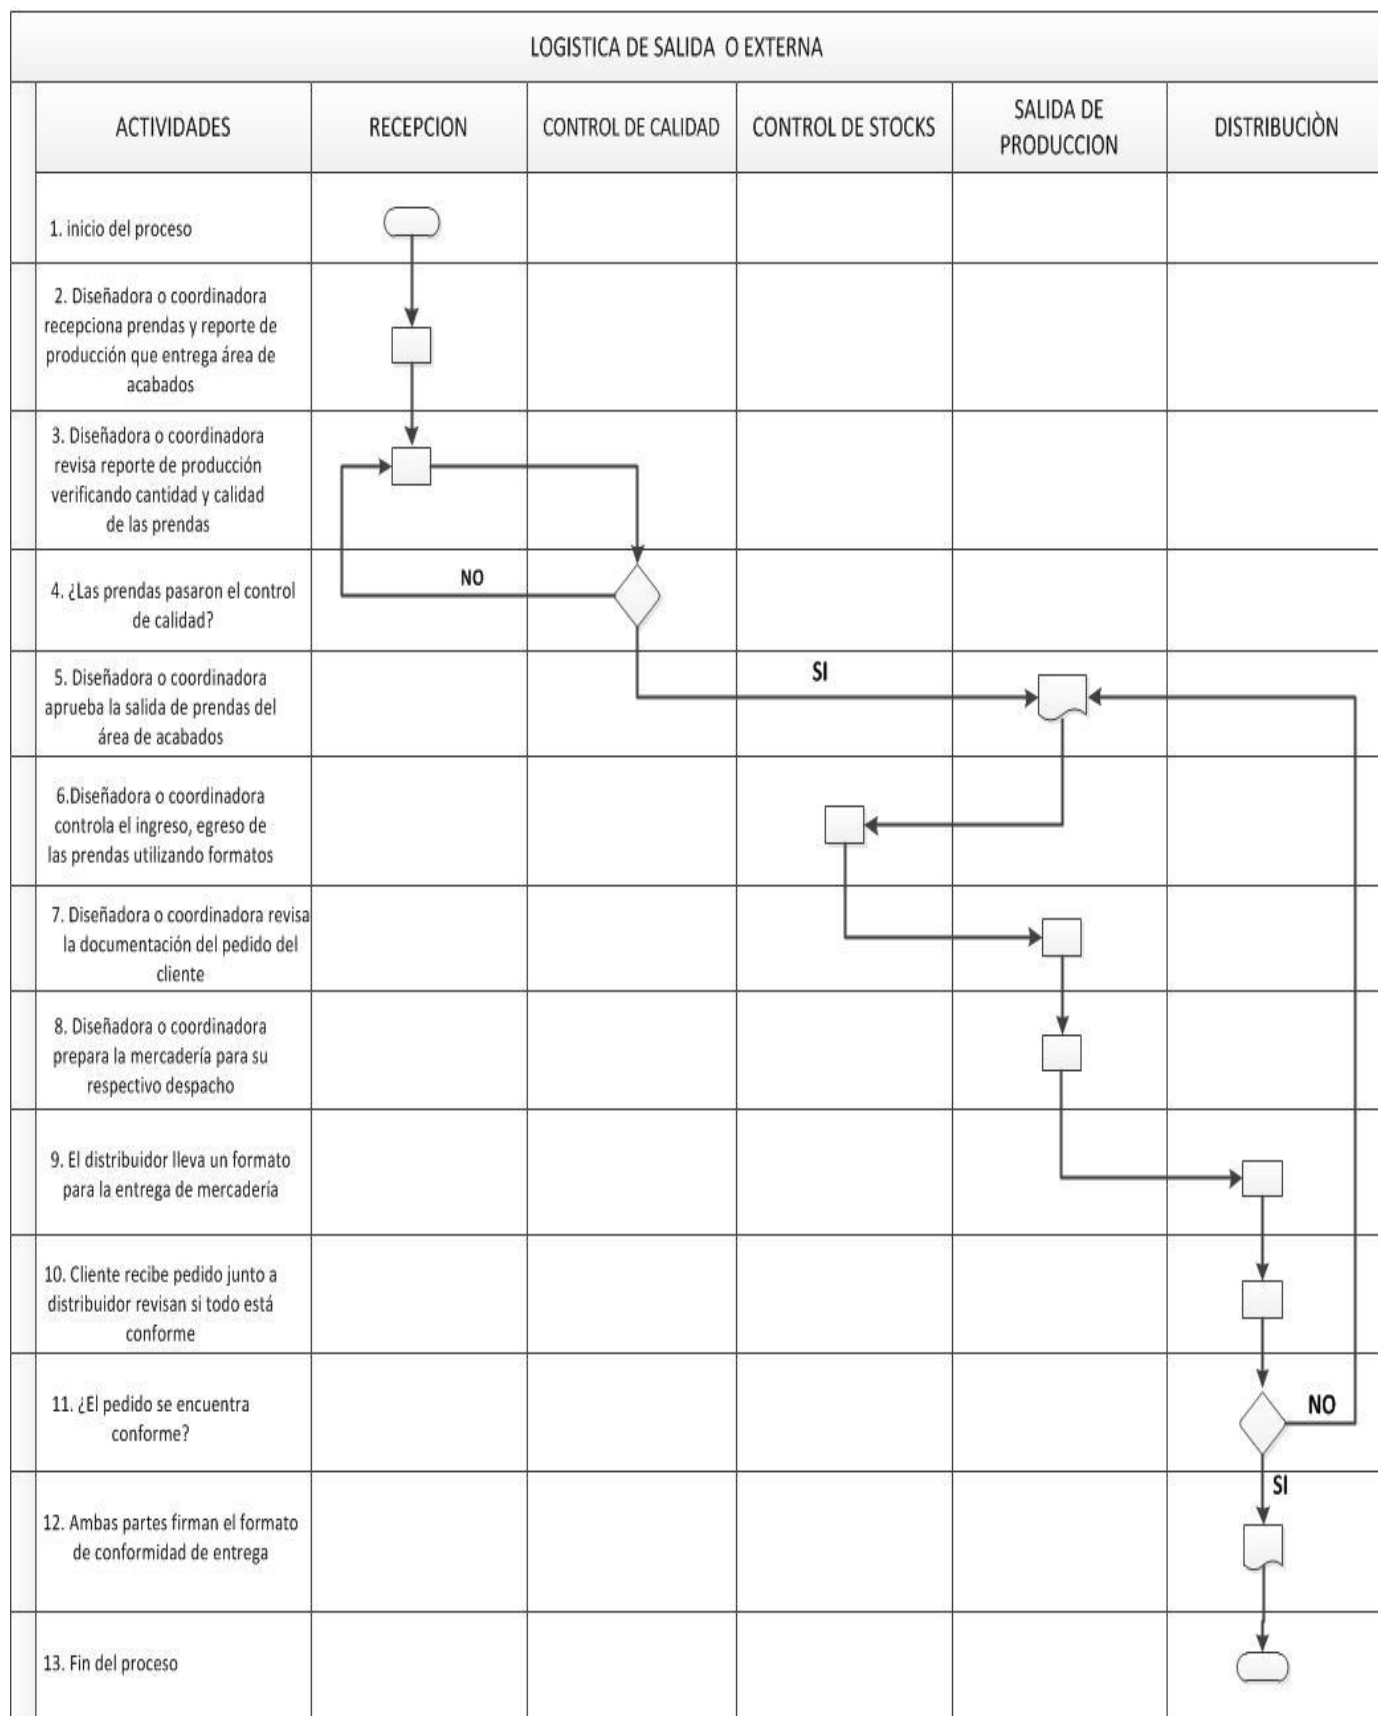 LOGISTICA DE SALIDA O EXTERNA
ACTIVIDADES
RECEPCION
CONTROL DE CALIDAD
CONTROL DE STOCKS
SALIDA DE
PRODUCCION
DISTRIBUCIÒN
1. inicio del proceso
2. Diseñadora o coordinadora
recepciona prendas y reporte de
producción que entrega área de
acabados
3. Diseñadora o coordinadora
revisa reporte de producción
verificando cantidad y calidad
de las prendas
4. ¿Las prendas pasaron el control
de calidad?
NO
5. Diseñadora o coordinadora
aprueba la salida de prendas del
área de acabados
SI
6.Diseñadora o coordinadora
controla el ingreso, egreso de
las prendas utilizando formatos
7. Diseñadora o coordinadora revisa
la documentación del pedido del
cliente
8. Diseñadora o coordinadora
prepara la mercadería para su
respectivo despacho
9. El distribuidor lleva un formato
para la entrega de mercadería
10. Cliente recibe pedido junto a
distribuidor revisan si todo está
conforme
11. ¿El pedido se encuentra
conforme?
NO
SI
12. Ambas partes firman el formato
de conformidad de entrega
13. Fin del proceso